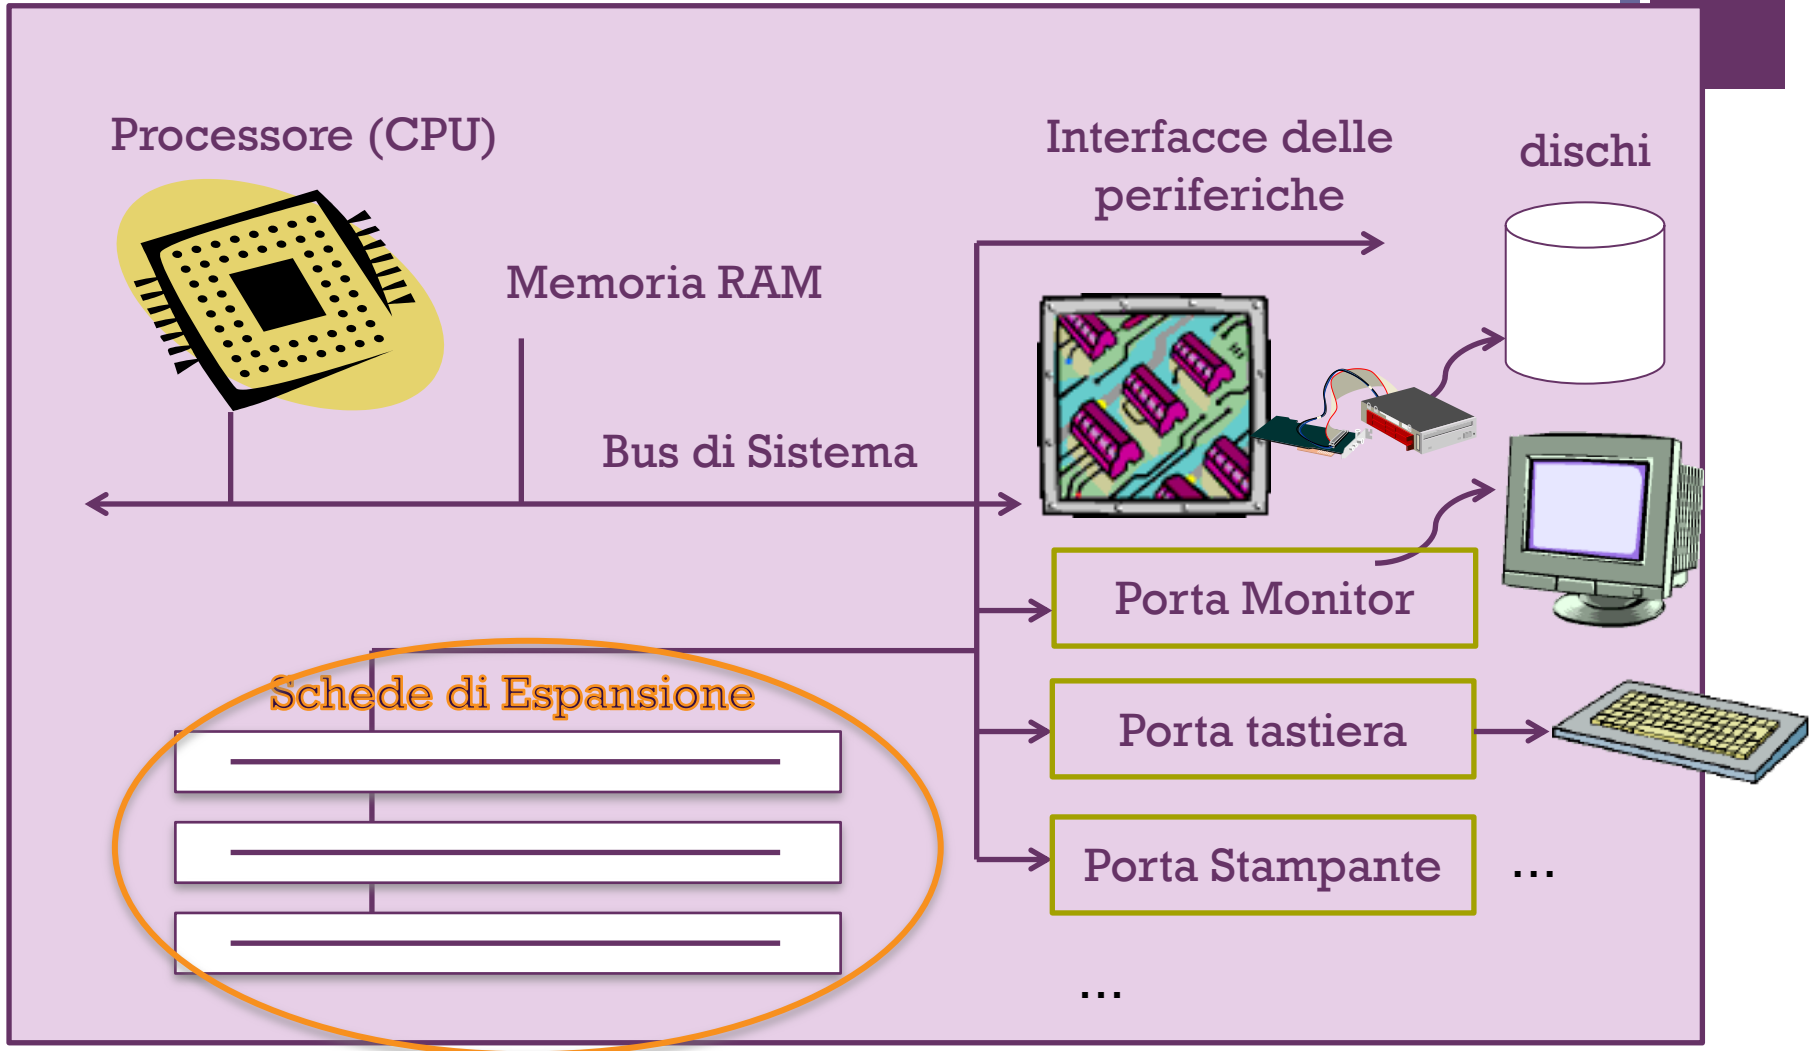 Processore (CPU)
Interfacce delle
periferiche
dischi
Memoria RAM
Bus di Sistema
Porta Monitor
Schede di Espansione
Porta tastiera
Porta Stampante
...
...